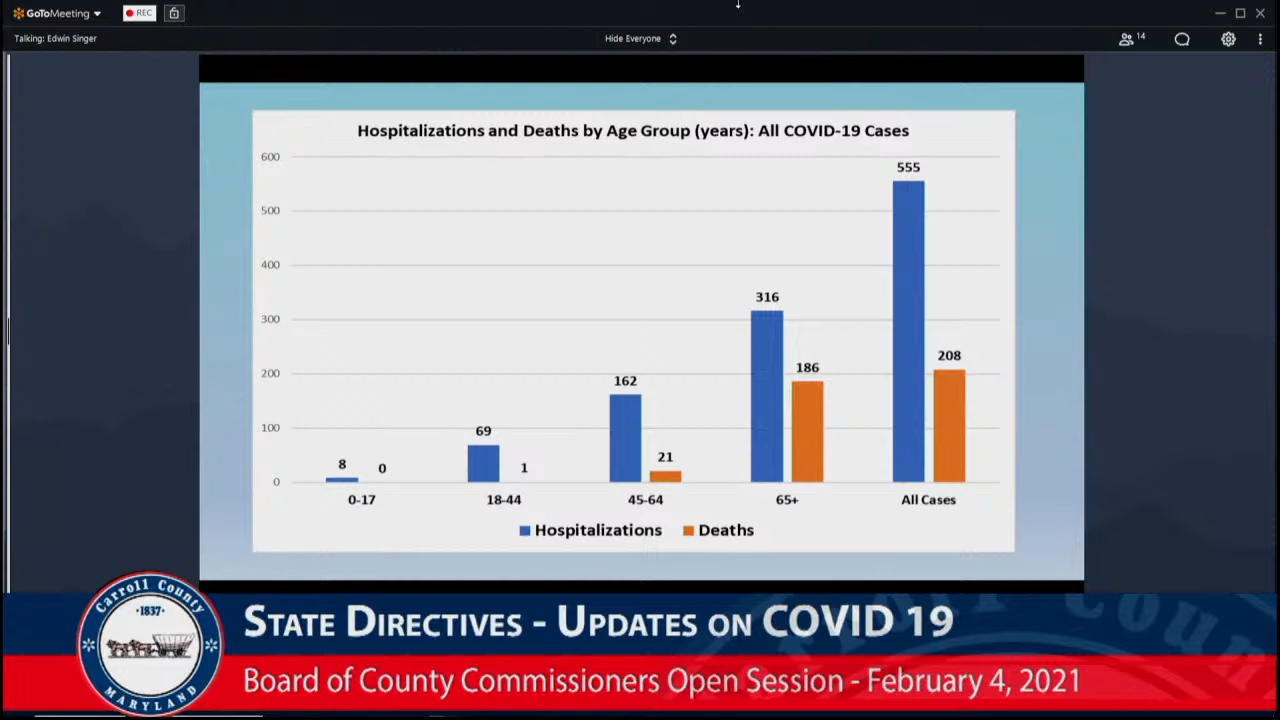 GoToMeeting
REC
Talking: Edwin Singer
Hide Everyone
14
Hospitalizations and Deaths by Age Group (years): All COVID-19 Cases
600
500
400
300
200
100
0
8
0
69
1
162
21
316
186
555
208
0-17
18-44
45-64
65+
All Cases
Hospitalizations
Deaths
Carroll County
·1837·
MARYLAND
STATE DIRECTIVES - UPDATES ON COVID 19
Board of County Commissioners Open Session - February 4, 2021